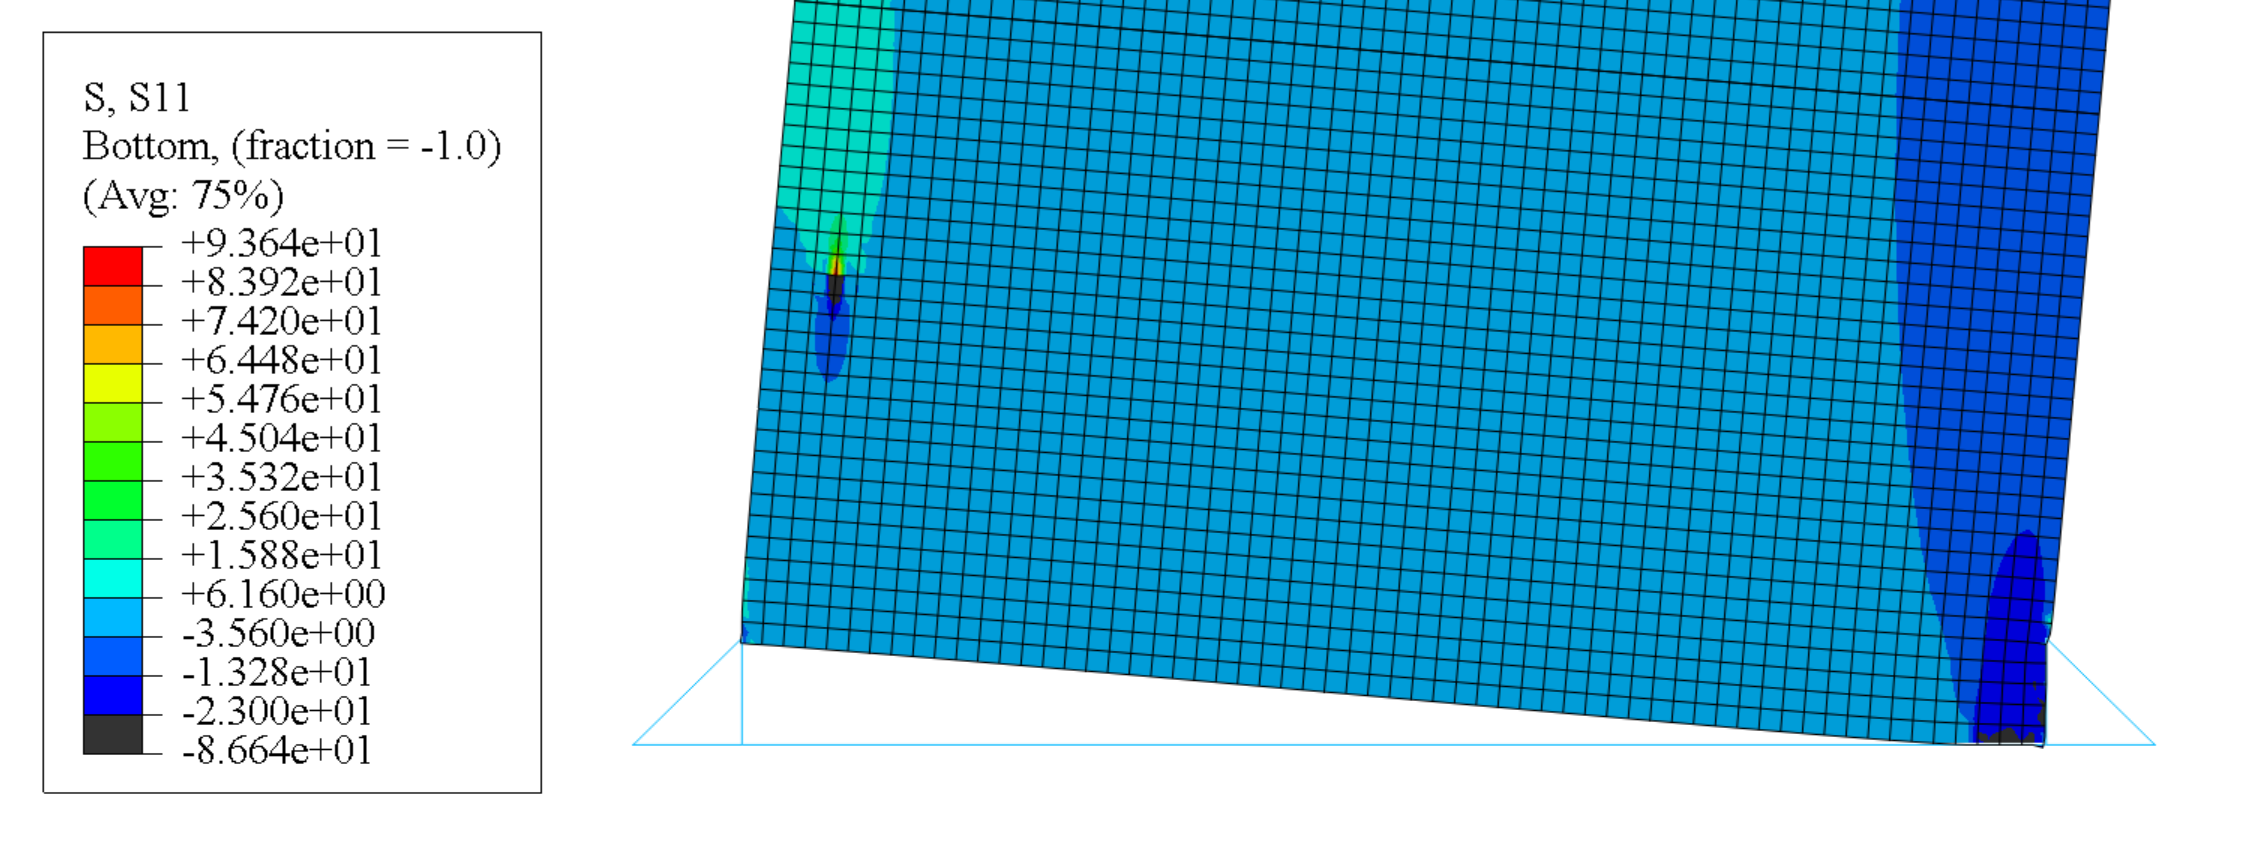 S, S11
Bottom, (fraction = -1.0)
(Avg: 75%)
+9.364e+01
+8.392e+01
+7.420e+01
+6.448e+01
+5.476e+01
+4.504e+01
+3.532e+01
+2.560e+01
+1.588e+01
+6.160e+00
-3.560e+00
-1.328e+01
-2.300e+01
-8.664e+01